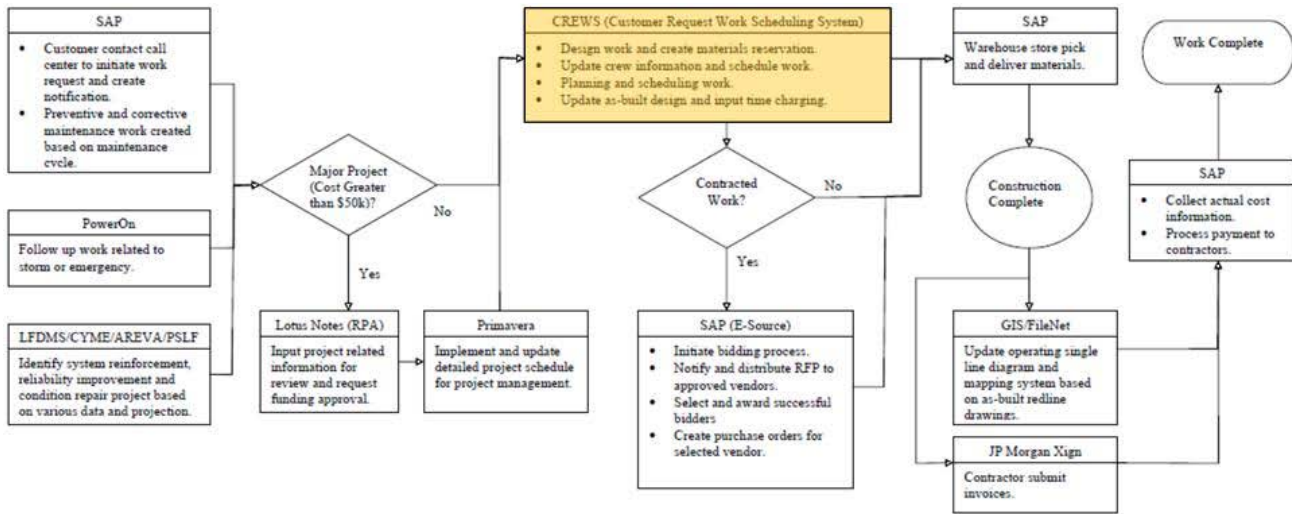 SAP
• Customer contact call
center to initiate work
request and create
notification.
• Preventive and corrective
maintenance work created
based on maintenance
cycle.
PowerOn
Follow up work related to
storm or emergency.
LFDMS/CYME/AREVA/PSLF
Identify system reinforcement,
reliability improvement and
condition repair project based
on various data and projection.
Major Project
(Cost Greater
than $50k)?
No
Yes
Lotus Notes (RPA)
Input project related
information for
review and request
funding approval.
Primavera
Implement and update
detailed project schedule
for project management.
CREWS (Customer Request Work Scheduling System)
• Design work and create materials reservation.
• Update crew information and schedule work.
• Planning and scheduling work.
• Update as-built design and input time charging.
Contracted
Work?
No
Yes
SAP (E-Source)
• Initiate bidding process.
• Notify and distribute RFP to
approved vendors.
• Select and award successful
bidders
• Create purchase orders for
selected vendor.
SAP
Warehouse store pick
and deliver materials.
Construction
Complete
GIS/FileNet
Update operating single
line diagram and
mapping system based
on as-built redline
drawings.
JP Morgan Xign
Contractor submit
invoices.
SAP
• Collect actual cost
information.
• Process payment to
contractors.
Work Complete